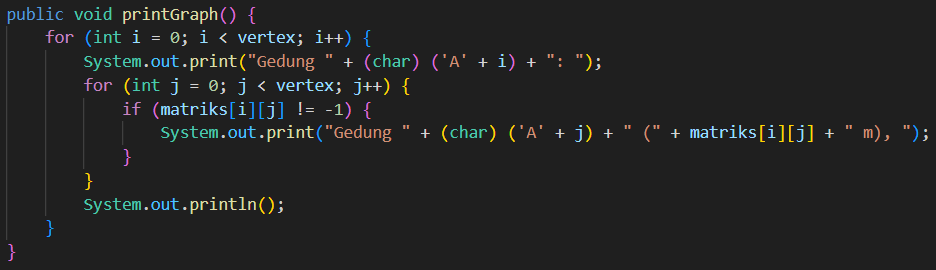 public void printGraph() {
    for (int i = 0; i < vertex; i++) {
        System.out.print("Gedung " + (char) ('A' + i) + ": ");
        for (int j = 0; j < vertex; j++) {
            if (matriks[i][j] != -1) {
                System.out.print("Gedung " + (char) ('A' + j) + " (" + matriks[i][j] + " m), ");
            }
        }
        System.out.println();
    }
}